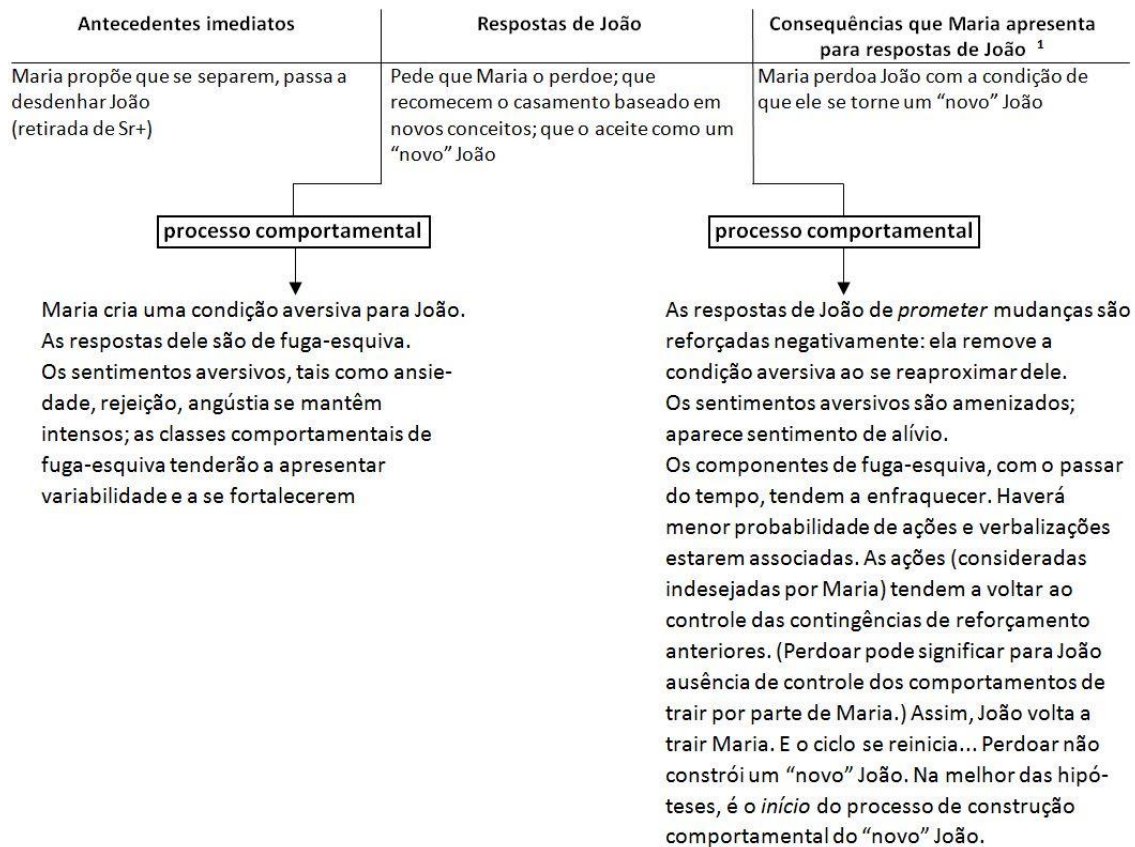 Antecedentes imediatos
Respostas de João
Consequências que Maria apresenta
para respostas de João ¹
Maria propõe que se separem, passa a
desdenhar João
(retirada de Sr+)
Pede que Maria o perdoe; que
recomecem o casamento baseado em
novos conceitos; que o aceite como um
“novo” João
Maria perdoa João com a condição de
que ele se torne um “novo” João
processo comportamental
Maria cria uma condição aversiva para João.
As respostas dele são de fuga-esquiva.
Os sentimentos aversivos, tais como ansie-
dade, rejeição, angústia se mantêm
intensos; as classes comportamentais de
fuga-esquiva tenderão a apresentar
variabilidade e a se fortalecerem
processo comportamental
As respostas de João de prometer mudanças são
reforçadas negativamente: ela remove a
condição aversiva ao se reaproximar dele.
Os sentimentos aversivos são amenizados;
aparece sentimento de alívio.
Os componentes de fuga-esquiva, com o passar
do tempo, tendem a enfraquecer. Haverá
menor probabilidade de ações e verbalizações
estarem associadas. As ações (consideradas
indesejadas por Maria) tendem a voltar ao
controle das contingências de reforçamento
anteriores. (Perdoar pode significar para João
ausência de controle dos comportamentos de
trair por parte de Maria.) Assim, João volta a
trair Maria. E o ciclo se reinicia... Perdoar não
constrói um “novo” João. Na melhor das hipó-
teses, é o início do processo de construção
comportamental do “novo” João.